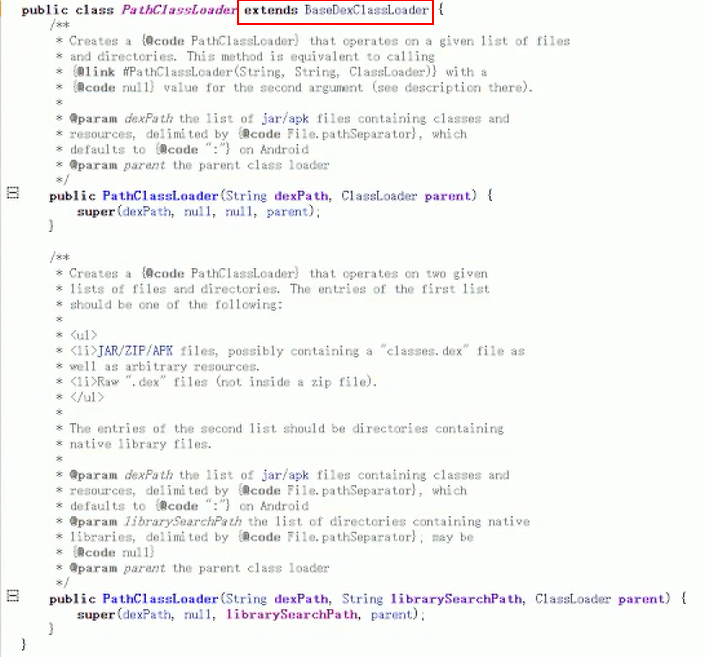 public class PathClassLoader extends BaseDexClassLoader {
/**
* Creates a {@code PathClassLoader} that operates on a given list of files
* and directories. This method is equivalent to calling
* {@link #PathClassLoader(String, String, ClassLoader)} with a
* {@code null} value for the second argument (see description there).
*
* @param dexPath the list of jar/apk files containing classes and
* resources, delimited by {@code File.pathSeparator}, which
* defaults to {@code ":"} on Android
* @param parent the parent class loader
*/
public PathClassLoader(String dexPath, ClassLoader parent) {
super(dexPath, null, null, parent);
}
/**
* Creates a {@code PathClassLoader} that operates on two given
* lists of files and directories. The entries of the first list
* should be one of the following:
*
* <ul>
* <li>JAR/ZIP/APK files, possibly containing a "classes.dex" file as
* well as arbitrary resources.
* <li>Raw ".dex" files (not inside a zip file).
* </ul>
*
* The entries of the second list should be directories containing
* native library files.
*
* @param dexPath the list of jar/apk files containing classes and
* resources, delimited by {@code File.pathSeparator}, which
* defaults to {@code ":"} on Android
* @param librarySearchPath the list of directories containing native
* libraries, delimited by {@code File.pathSeparator}; may be
* {@code null}
* @param parent the parent class loader
*/
public PathClassLoader(String dexPath, String librarySearchPath, ClassLoader parent) {
super(dexPath, null, librarySearchPath, parent);
}
}